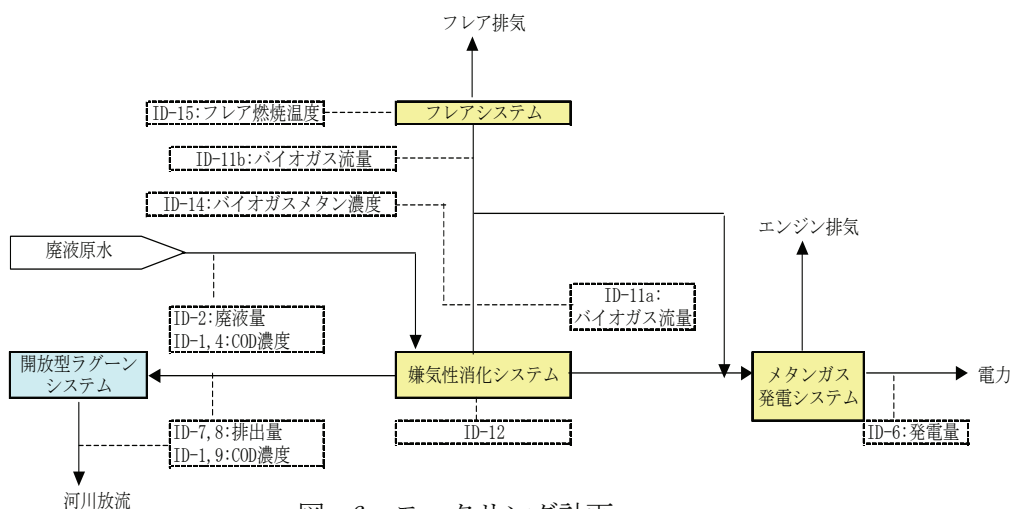 フレア排気
ID-15:フレア燃焼温度
フレアシステム
ID-11b:バイオガス流量
ID-14:バイオガスメタン濃度
エンジン排気
廃液原水
ID-11a:
バイオガス流量
ID-2:廃液量
ID-1,4:COD濃度
開放型ラグーン
システム
嫌気性消化システム
メタンガス
発電システム
電力
ID-7,8:排出量
ID-1,9:COD濃度
ID-12
ID-6:発電量
河川放流